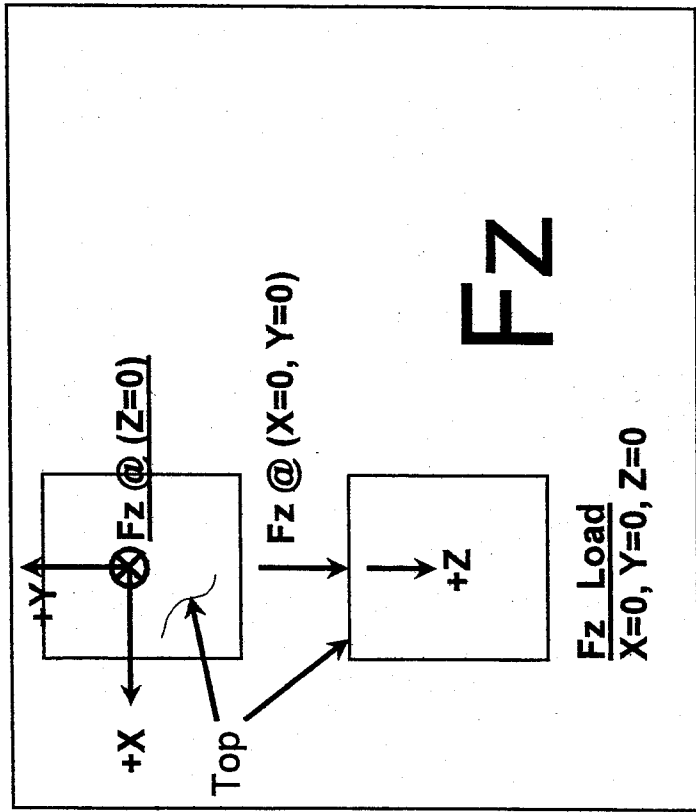 +Y
Fz @ (Z=0)
+X
Top
Fz @ (X=0, Y=0)
+Z
Fz
Fz Load
X=0, Y=0, Z=0